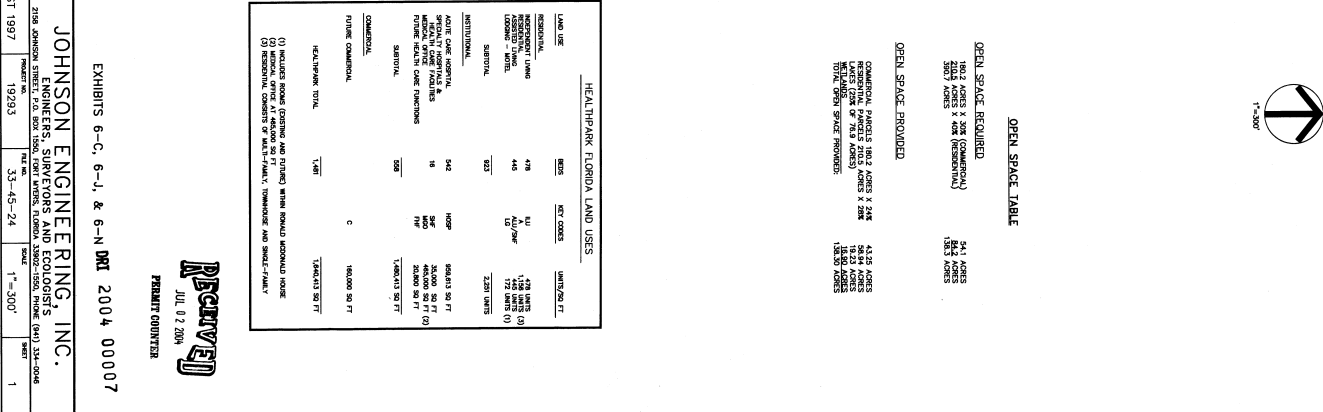 1"=300'
OPEN SPACE TABLE
OPEN SPACE REQUIRED
180.2 ACRES X 30% (COMMERCIAL) 54.1 ACRES
210.5 ACRES X 40% (RESIDENTIAL) 84.2 ACRES
390.7 ACRES 138.3 ACRES
OPEN SPACE PROVIDED
COMMERCIAL PARCELS 180.2 ACRES X 24% 43.25 ACRES
RESIDENTIAL PARCELS 210.5 ACRES X 28% 58.94 ACRES
LAKES (25% OF 76.9 ACRES) 19.23 ACRES
WETLANDS 16.90 ACRES
TOTAL OPEN SPACE PROVIDED: 138.30 ACRES
HEALTHPARK FLORIDA LAND USES
LAND USE BEDS KEY CODES UNITS/SQ FT
RESIDENTIAL
INDEPENDENT LIVING 478 ILU 478 UNITS
RESIDENTIAL A 1,156 UNITS (3)
ASSISTED LIVING 445 ALU/SNF 445 UNITS
LODGING - MOTEL LG 172 UNITS (1)
SUBTOTAL 923 2,251 UNITS
INSTITUTIONAL
ACUTE CARE HOSPITAL 542 HOSP 959,613 SQ FT
SPECIALTY HOSPITALS &
HEALTH CARE FACILITIES 16 SHF 35,000 SQ FT
MEDICAL OFFICE MGO 465,000 SQ FT (2)
FUTURE HEALTH CARE FUNCTIONS FHF 20,800 SQ FT
SUBTOTAL 558 1,480,413 SQ FT
COMMERCIAL
FUTURE COMMERCIAL C 160,000 SQ FT
HEALTHPARK TOTAL 1,481 1,640,413 SQ FT
(1) INCLUDES ROOMS (EXISTING AND FUTURE) WITHIN RONALD MCDONALD HOUSE
(2) MEDICAL OFFICE AT 465,000 SQ FT
(3) RESIDENTIAL CONSISTS OF MULTI-FAMILY, TOWNHOUSE AND SINGLE-FAMILY
RECEIVED
JUL 02 2004
PERMIT COUNTER
EXHIBITS 6-C, 6-J, & 6-N DRI 2004 00007
JOHNSON ENGINEERING, INC.
ENGINEERS, SURVEYORS AND ECOLOGISTS
2158 JOHNSON STREET, P.O. BOX 1550, FORT MYERS, FLORIDA 33902-1550, PHONE (941) 334-0046
ST 1997
PROJECT NO. 19293
FILE NO. 33-45-24
SCALE 1"=300'
SHEET 1